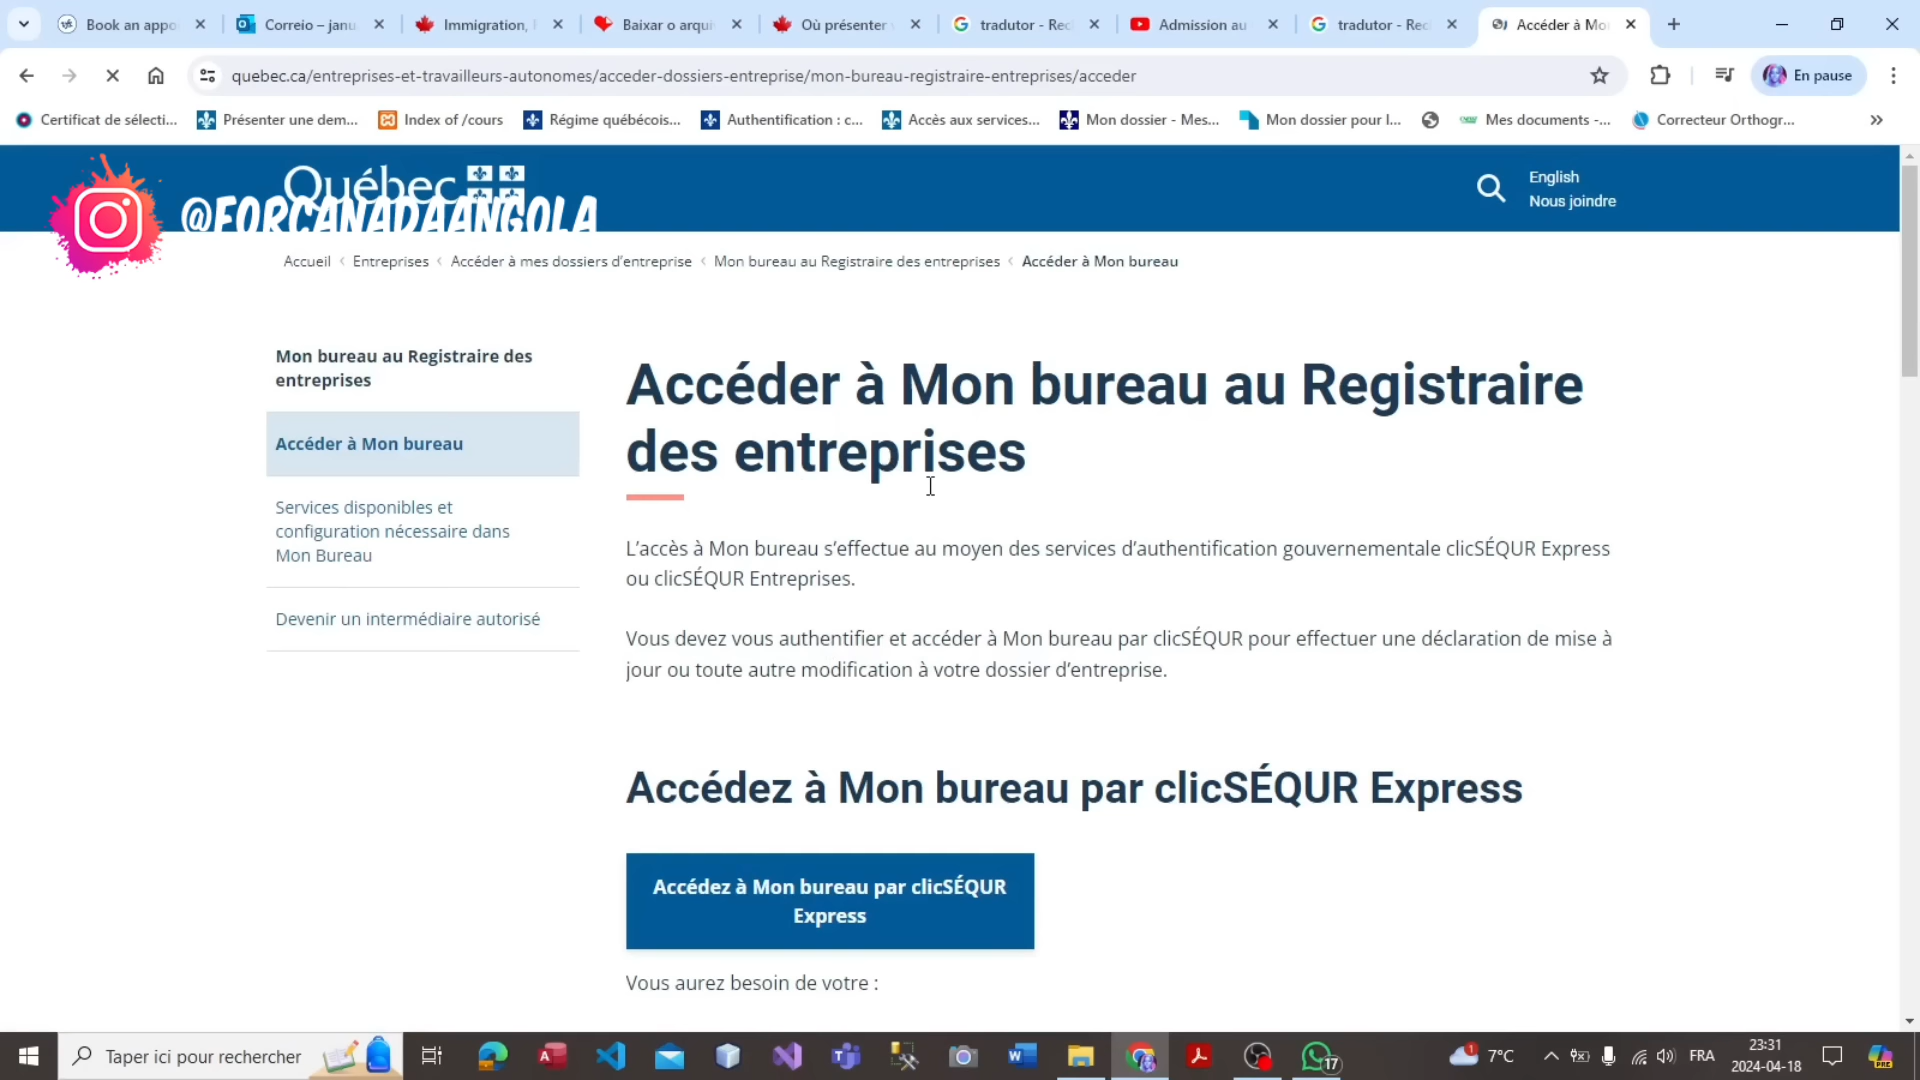 Book an appo
Correio – janu
Immigration,
Baixar o arqui
Où présenter
tradutor - Rec
Admission au
tradutor - Rec
Accéder à Mo
quebec.ca/entreprises-et-travailleurs-autonomes/acceder-dossiers-entreprise/mon-bureau-registraire-entreprises/acceder
En pause
Certificat de sélecti...
Présenter une dem...
Index of /cours
Régime québécois...
Authentification : c...
Accès aux services...
Mon dossier - Mes...
Mon dossier pour l...
Mes documents -...
Correcteur Orthogr...
Québec
@FORCANADAANGOLA
English
Nous joindre
Accueil
Entreprises
Accéder à mes dossiers d'entreprise
Mon bureau au Registraire des entreprises
Accéder à Mon bureau
Mon bureau au Registraire des
entreprises
Accéder à Mon bureau
Services disponibles et
configuration nécessaire dans
Mon Bureau
Devenir un intermédiaire autorisé
Accéder à Mon bureau au Registraire
des entreprises
L'accès à Mon bureau s'effectue au moyen des services d'authentification gouvernementale clicSÉQUR Express
ou clicSÉQUR Entreprises.
Vous devez vous authentifier et accéder à Mon bureau par clicSÉQUR pour effectuer une déclaration de mise à
jour ou toute autre modification à votre dossier d'entreprise.
Accédez à Mon bureau par clicSÉQUR Express
Accédez à Mon bureau par clicSÉQUR
Express
Vous aurez besoin de votre :
Taper ici pour rechercher
17
1
7°C
FRA
23:31
2024-04-18